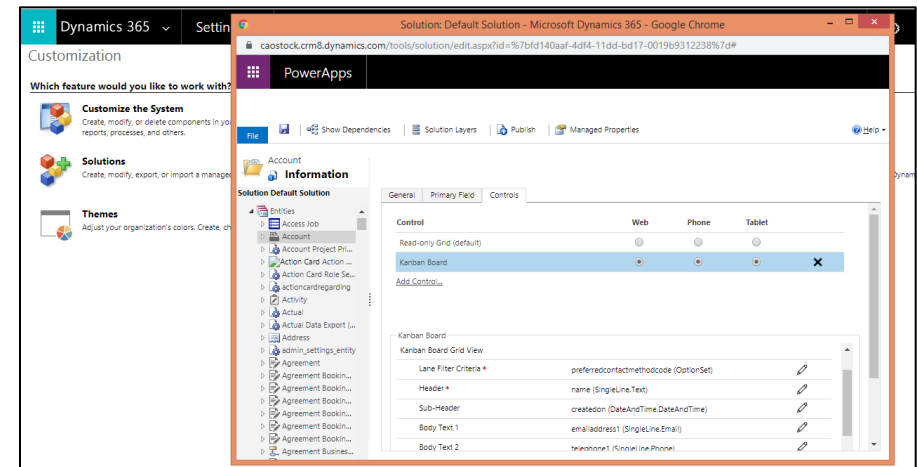 Dynamics 365
Settin
Customization
Which feature would you like to work with?
Customize the System
Create, modify, or delete components in you
reports, processes, and others.
Solutions
Create, modify, export, or import a manage
Themes
Adjust your organization's colors. Create, ch
Dynam
Solution: Default Solution - Microsoft Dynamics 365 - Google Chrome
caostock.crm8.dynamics.com/tools/solution/edit.aspx?id=%7bfd140aaf-4df4-11dd-bd17-0019b9312238%7d#
PowerApps
File
Show Dependencies
Solution Layers
Publish
Managed Properties
Help
Account
Information
Solution Default Solution
Entities
Access Job
Account
Account Project Pri...
Action Card Action ...
Action Card Role Se...
actioncardregarding
Activity
Actual
Actual Data Export (...
Address
admin_settings_entity
Agreement
Agreement Bookin...
Agreement Bookin...
Agreement Bookin...
Agreement Bookin...
Agreement Bookin...
Agreement Bookin...
Agreement Busines...
General Primary Field Controls
Control Web Phone Tablet
Read-only Grid (default)
Kanban Board
Add Control...
Kanban Board
Kanban Board Grid View
Lane Filter Criteria * preferredcontactmethodcode (OptionSet)
Header * name (SingleLine.Text)
Sub-Header createdon (DateAndTime.DateAndTime)
Body Text 1 emailaddress1 (SingleLine.Email)
Body Text 2 telephone1 (SingleLine.Phone)